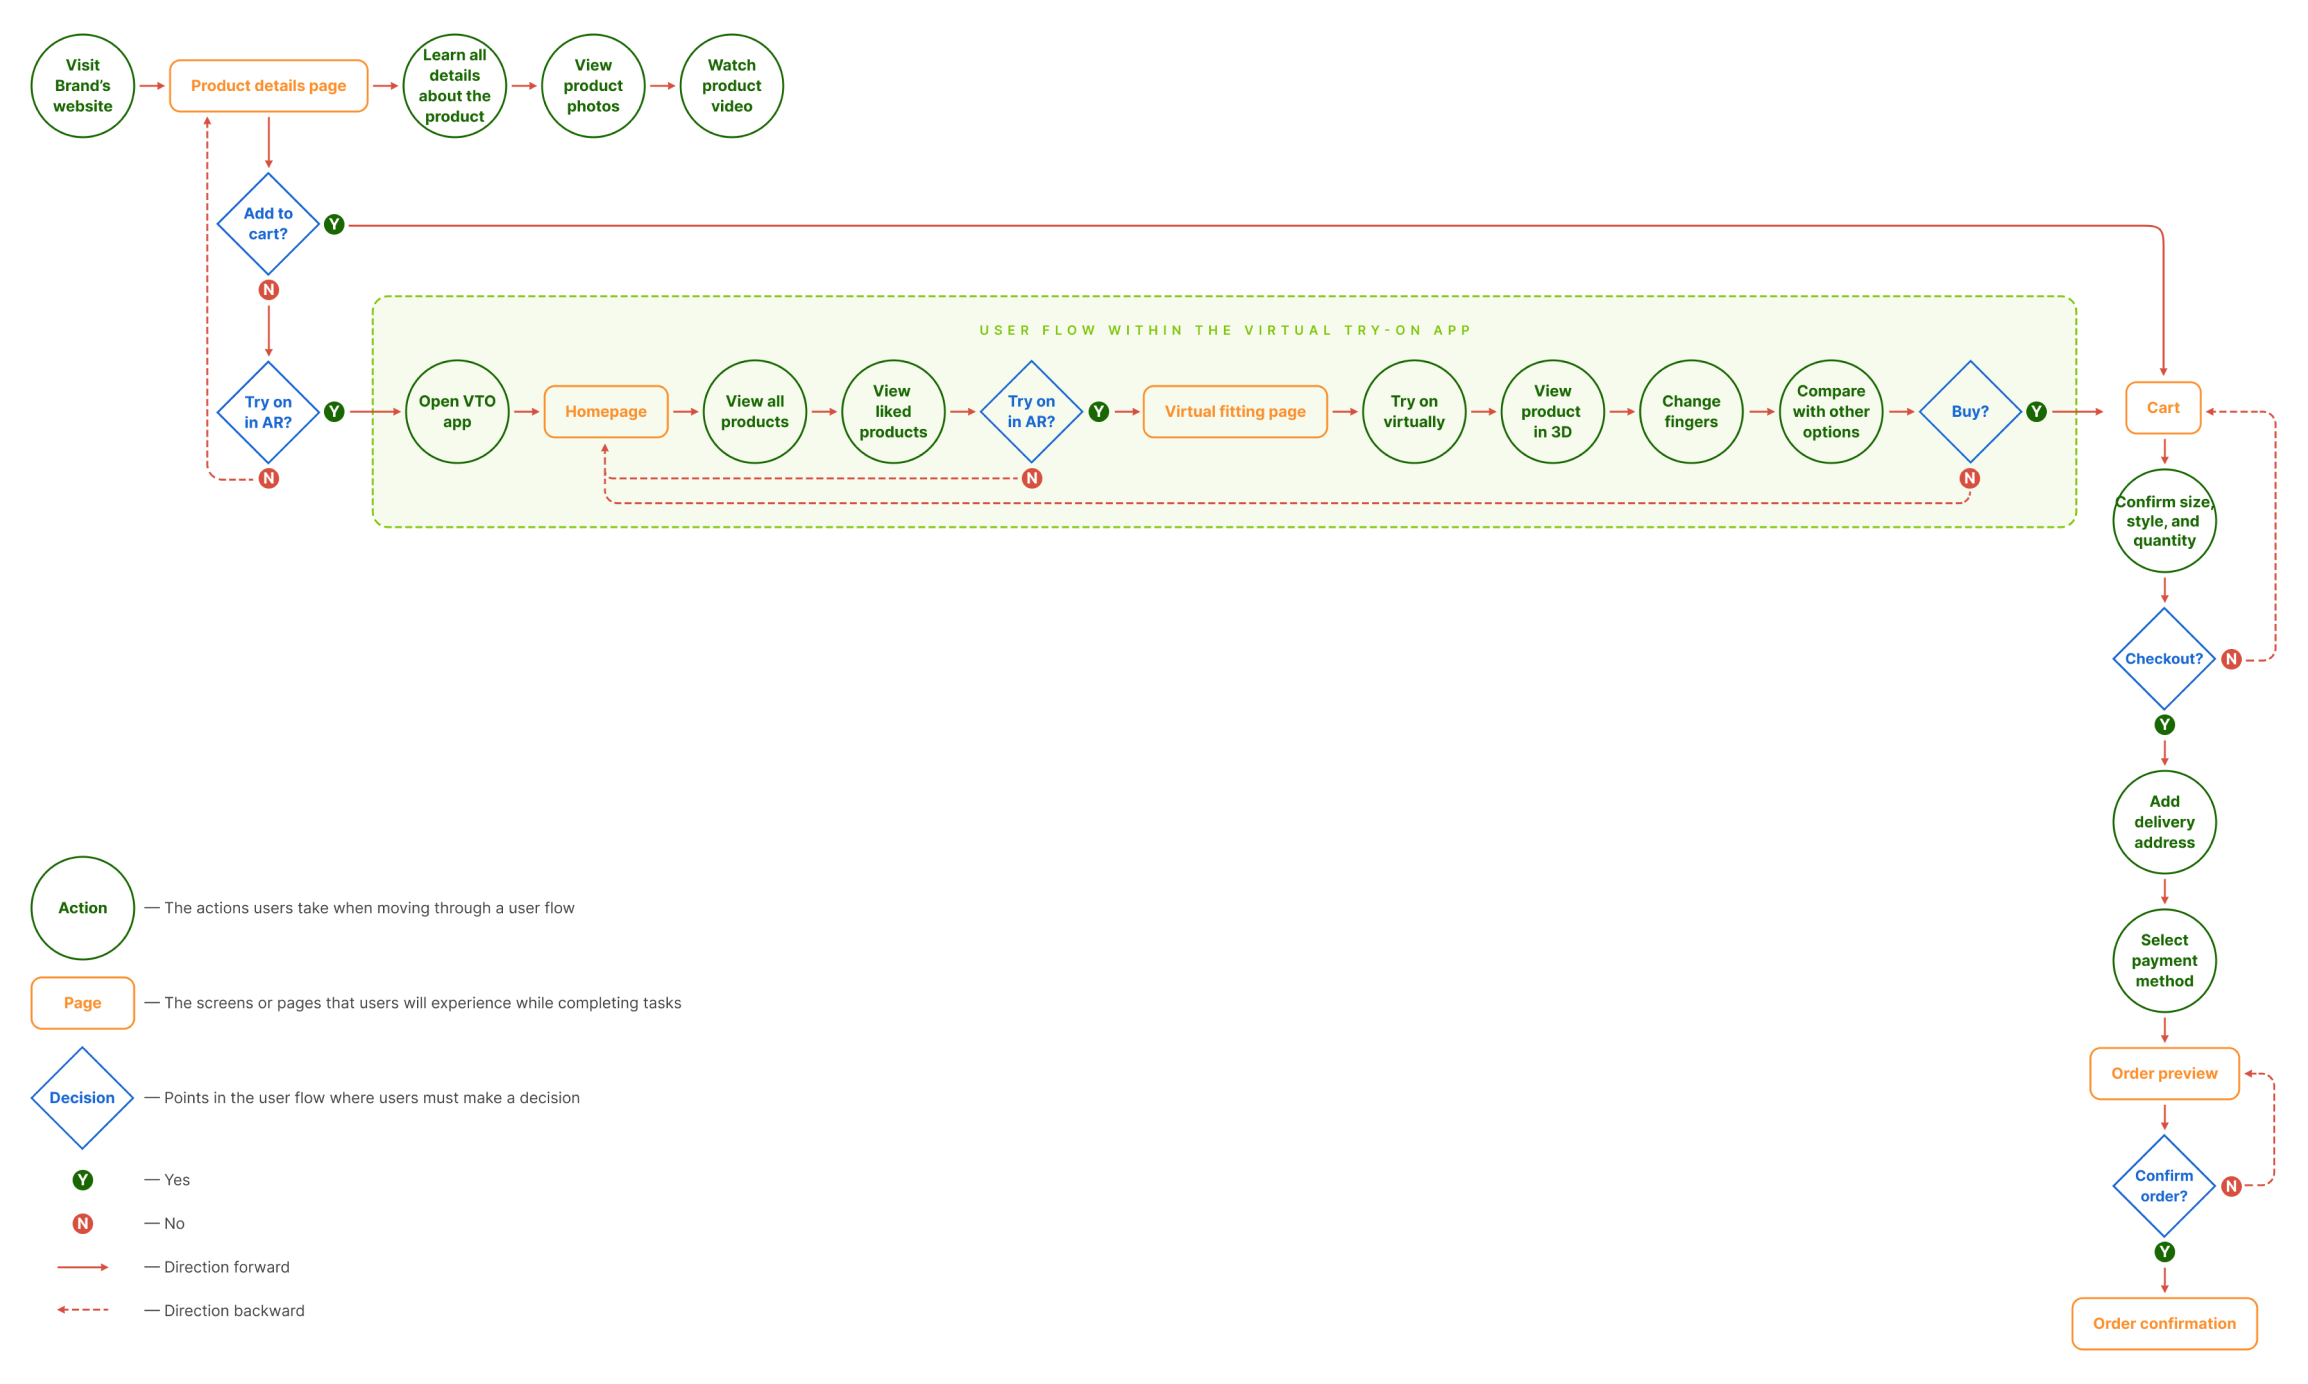 Visit
Brand’s
website
Product details page
Learn all
details
about the
product
View
product
photos
Watch
product
video
Add to
cart?
Y
N
USER FLOW WITHIN THE VIRTUAL TRY-ON APP
Try on
in AR?
Y
N
Open VTO
app
Homepage
View all
products
View
liked
products
Try on
in AR?
Y
N
Virtual fitting page
Try on
virtually
View
product
in 3D
Change
fingers
Compare
with other
options
Buy?
Y
N
Cart
Confirm size,
style, and
quantity
Checkout?
N
Y
Add
delivery
address
Select
payment
method
Order preview
Confirm
order?
N
Y
Order confirmation
Action
— The actions users take when moving through a user flow
Page
— The screens or pages that users will experience while completing tasks
Decision
— Points in the user flow where users must make a decision
Y
— Yes
N
— No
— Direction forward
— Direction backward